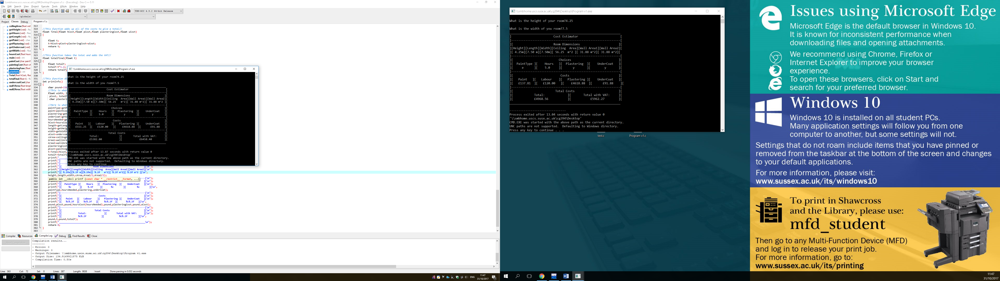 \\smbhome.uscs.susx.ac.uk\cg394\Desktop\Program v1.c - [Executing] - Dev-C++ 5.11
File Edit Search View Project Execute Tools AStyle Window Help
TDM-GCC 4.9.2 64-bit Release
(globals)
Project Classes Debug
Program v1.c
ceilingArea (float wid
getHeight (void) : flo
getHours (void) : floa
getLength (void) : flo
getPaint (void) : char
getPlastering (void) :
getUndercoat (void)
getWidth (void) : float
hoursCost (float hours
main (void) : int
paintCost (char paintT
paintingCost (float cA
plasteringFunc (float
printInfo () : int
Total (float hCost, floa
totalFinal (float t) : flo
undercoatCost (char
wall1Area (float lengt
wall2Area (float width
313
314 //This function adds up all of the costs to give a total//
315 float Total(float hCost,float pCost,float plasteringCost,float uCost)
316 {
317
318 float t;
319 t=hCost+pCost+plasteringCost+uCost;
320 return t;
321 }
322
323 //This function takes the total and adds the VAT//
324 float totalFinal(float t)
325 {
326 float totalF;
327 totalF=t*1.2;
328 return totalF;
329 }
330
331 //This function di
332 int printInfo()
333 {
334 char pound=156
335 //This is wher
336 float width, l
337 pCost, totalF
338 char plasteri
339
340 //Here is wher
341 paintType=getP
342 paint=paintCos
343 plastering=get
344 underCoat=getU
345 hoursNeeded=ge
346 hCost=hoursCos
347 length=getLeng
348 height=getHeig
349 width=getWidth
350 uCost=undercoa
351 cArea=ceilingA
352 Area1=wall1Are
353 Area2=wall2Are
354 plasteringCost
355 pCost=painting
356 t=Total(hCost,
357 totalF=totalFi
358 printf("
359 printf("]
360 printf("]----
361 printf("][ Room Dimensions ][\n");
362 printf("][Height][Length][Width][Ceiling Area][Wall Area1][Wall Area2][\n");
363 printf("][ %.2fm][%.2f m][%.2fm][ %.2f m^2][ %.2f m^2][ %.2f m^2 ][\n",
364 height,length,width,cArea,Area1/2,Area2/2);
365 ----[\n");
public int __cdecl printf (const char * __restrict__ _Format, ...)
366 printf("][ Choices ][\n");
367 printf("][ PaintType ][ Hours ][ Plastering ][ UnderCoat ][\n");
368 printf("][ %c ][ %.1f ][ %c ][ %c ][\n",
369 paintType,hoursNeeded,plastering,underCoat);
370 printf("]--------------------------------------------------------------[\n");
371 printf("][ Costs ][\n");
372 printf("][ Paint ][ Labour ][ Plastering ][ UnderCoat ][\n");
373 printf("][ %c%.2f ][ %c%.2f ][ %c%.2f ][ %c%.2f ][\n",
374 pound,pCost,pound,hoursCost(hoursNeeded),pound,plasteringCost,pound,uCost);
375 printf("]--------------------------------------------------------------[\n");
376 printf("][ Total Costs ][\n");
377 printf("][ Total: ][ Total with VAT: ][\n");
378 printf("][ %c%.2f ][ %c%.2f ][\n",
379 pound,t,pound,totalF);
380 printf("______________________________________________________________\n");
381 return 0;
382 }
383
\\smbhome.uscs.susx.ac.uk\cg394\Desktop\Program v1.exe
What is the height of your room?4.25
What is the width of you room?7.5
] Cost Estimator [
]--------------------------------------------------------------[
][ Room Dimensions ][
][Height][Length][Width][Ceiling Area][Wall Area1][Wall Area2][
][ 4.25m][7.50 m][7.50m][ 56.25 m^2][ 31.88 m^2][ 31.88 m^2 ][
]--------------------------------------------------------------[
][ Choices ][
][ PaintType ][ Hours ][ Plastering ][ UnderCoat ][
][ l ][ 5.0 ][ y ][ y ][
]--------------------------------------------------------------[
][ Costs ][
][ Paint ][ Labour ][ Plastering ][ UnderCoat ][
][ £551.25 ][ £120.00 ][ £4618.88 ][ £91.88 ][
]--------------------------------------------------------------[
][ Total Costs ][
][ Total: ][ Total with VAT: ][
][ £5382.00 ][ £6458.40 ][
--------------------------------
Process exited after 13.87 seconds with return value 0
'\\smbhome.uscs.susx.ac.uk\cg394\Desktop'
CMD.EXE was started with the above path as the current directory.
UNC paths are not supported. Defaulting to Windows directory.
Press any key to continue . . .
Compiler Resources Compile Log Debug Find Results Close
Abort Compilation
Compilation results...
--------
- Errors: 0
- Warnings: 0
- Output Filename: \\smbhome.uscs.susx.ac.uk\cg394\Desktop\Program v1.exe
- Output Size: 134.9169921875 KiB
- Compilation Time: 0.50s
Line: 363 Col: 72 Sel: 0 Lines: 387 Length: 9838 Insert Done parsing in 0.032 seconds
ENG
11:47
31/10/2017
\\smbhome.uscs.susx.ac.uk\cg394\Desktop\Program v1.exe
What is the height of your room?4.25
What is the width of you room?7.5
] Cost Estimator [
]--------------------------------------------------------------[
][ Room Dimensions [
][Height][Length][Width][Ceiling Area][Wall Area1][Wall Area2][
][ 4.25m][7.50 m][7.50m][ 56.25 m^2 ][ 31.88 m^2][ 31.88 m^2][
]--------------------------------------------------------------[
][ Choices ][
][ PaintType ][ Hours ][ Plastering ][ UnderCoat ][
][ e ][ 5.0 ][ y ][ y ][
]--------------------------------------------------------------[
][ Costs ][
][ Paint ][ Labour ][ Plastering ][ UnderCoat ][
][ £137.81 ][ £120.00 ][ £4618.88 ][ £91.88 ][
]--------------------------------------------------------------[
][ Total Costs ][
][ Total: ][ Total with VAT: ][
][ £4968.56 ][ £5962.27 ][
--------------------------------
Process exited after 13.04 seconds with return value 0
'\\smbhome.uscs.susx.ac.uk\cg394\Desktop'
CMD.EXE was started with the above path as the current directory.
UNC paths are not supported. Defaulting to Windows directory.
Press any key to continue . . .
test.c Program v1.c
Issues using Microsoft Edge
Microsoft Edge is the default browser in Windows 10.
It is known for inconsistent performance when
downloading files and opening attachments.
We recommend using Chrome, Firefox or
Internet Explorer to improve your browser
experience.
To open these browsers, click on Start and
search for your preferred browser.
Windows 10
Windows 10 is installed on all student PCs.
Many application settings will follow you from one
computer to another, but some settings will not.
Settings that do not roam include items that you have pinned or
removed from the taskbar at the bottom of the screen and changes
to your default applications.
For more information, please visit:
www.sussex.ac.uk/its/windows10
To print in Shawcross
and the Library, please use:
mfd_student
Then go to any Multi-Function Device (MFD)
and log in to release your print job.
For more information, go to:
www.sussex.ac.uk/its/printing
11:47
31/10/2017